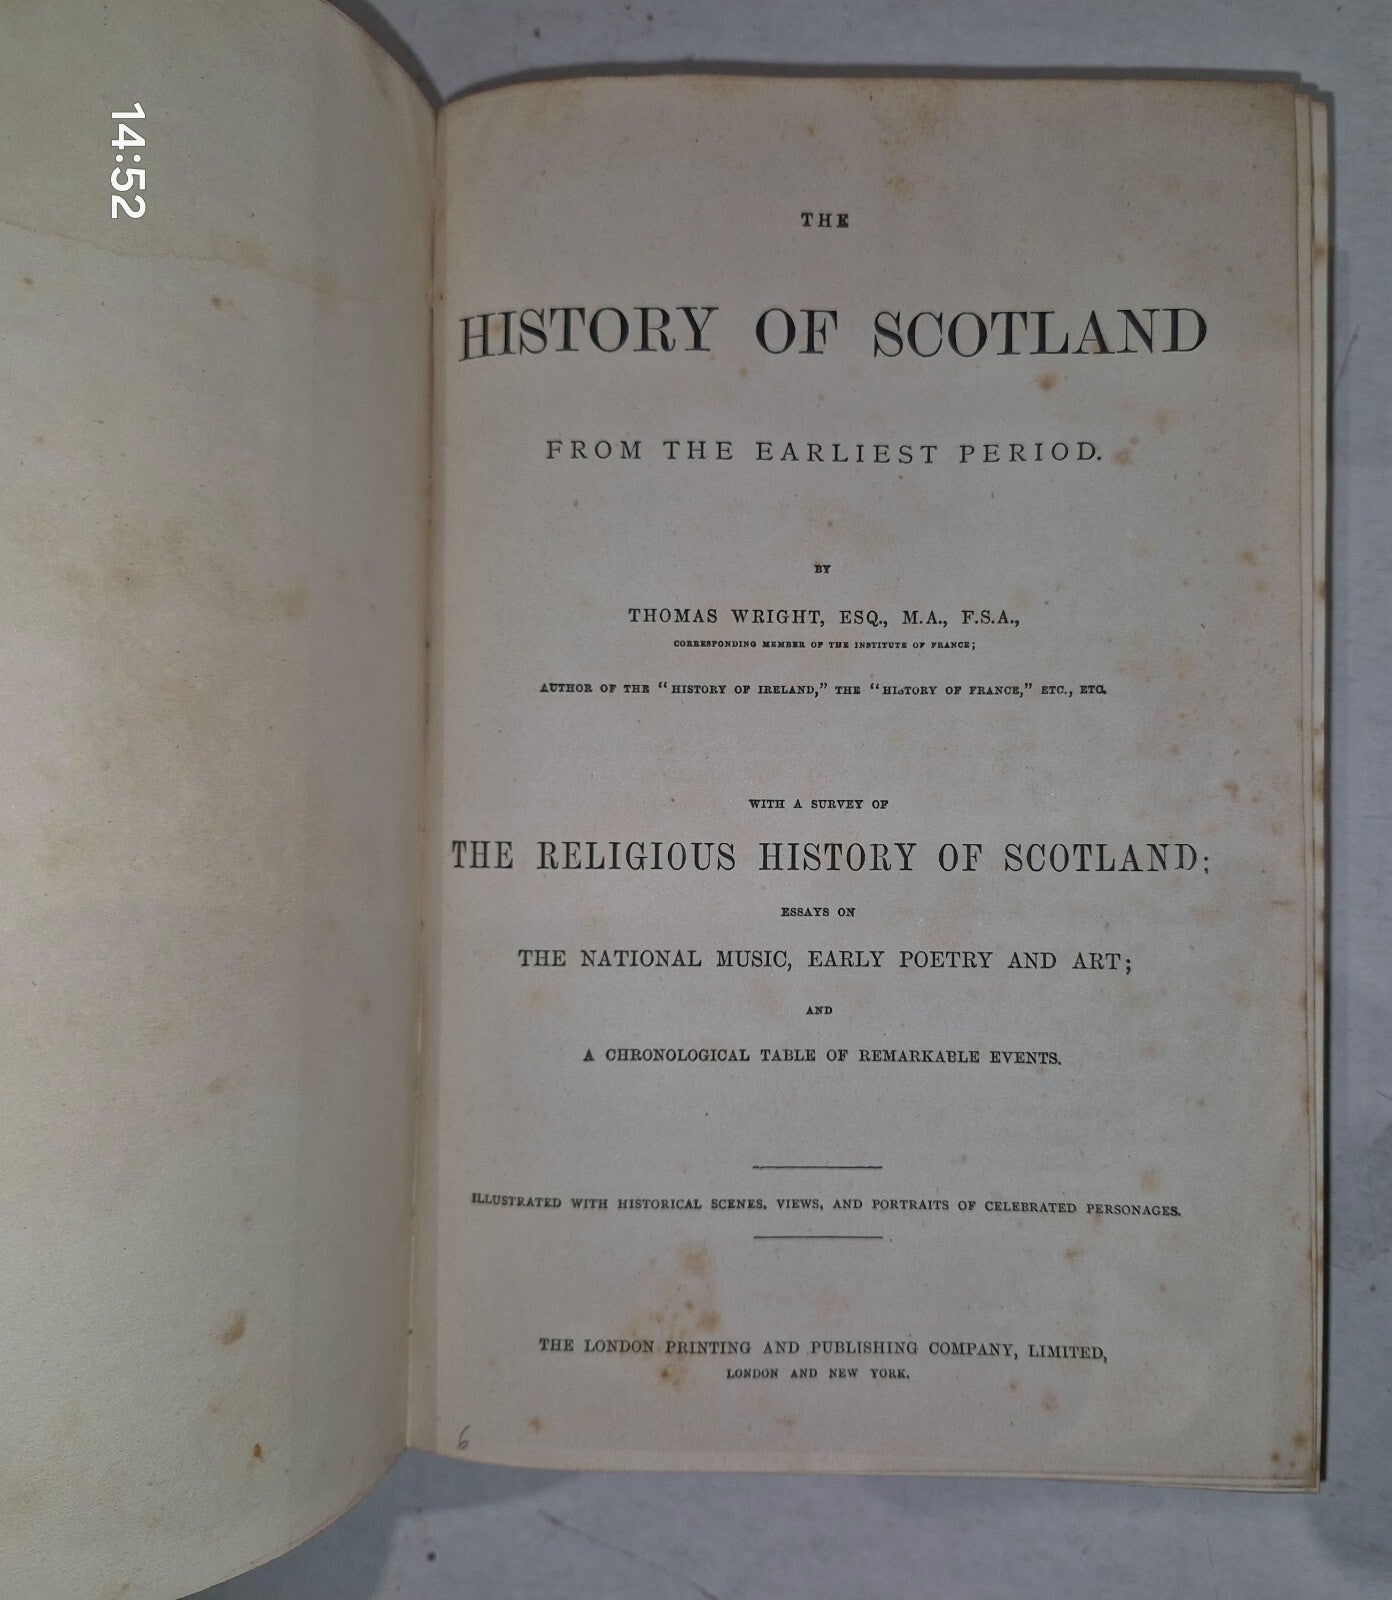 14:52
THE
HISTORY OF SCOTLAND
FROM THE EARLIEST PERIOD.
BY
THOMAS WRIGHT, ESQ., M.A., F.S.A.,
CORRESPONDING MEMBER OF THE INSTITUTE OF FRANCE;
AUTHOR OF THE “HISTORY OF IRELAND,” THE “HISTORY OF FRANCE,” ETC., ETC.
WITH A SURVEY OF
THE RELIGIOUS HISTORY OF SCOTLAND;
ESSAYS ON
THE NATIONAL MUSIC, EARLY POETRY AND ART;
AND
A CHRONOLOGICAL TABLE OF REMARKABLE EVENTS.
ILLUSTRATED WITH HISTORICAL SCENES, VIEWS, AND PORTRAITS OF CELEBRATED PERSONAGES.
THE LONDON PRINTING AND PUBLISHING COMPANY, LIMITED,
LONDON AND NEW YORK.
6